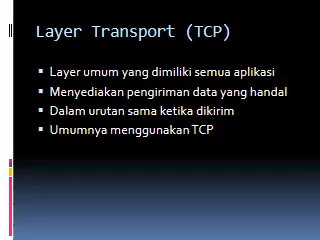 Layer Transport (TCP)
Layer umum yang dimiliki semua aplikasi
Menyediakan pengiriman data yang handal
Dalam urutan sama ketika dikirim
Umumnya menggunakan TCP